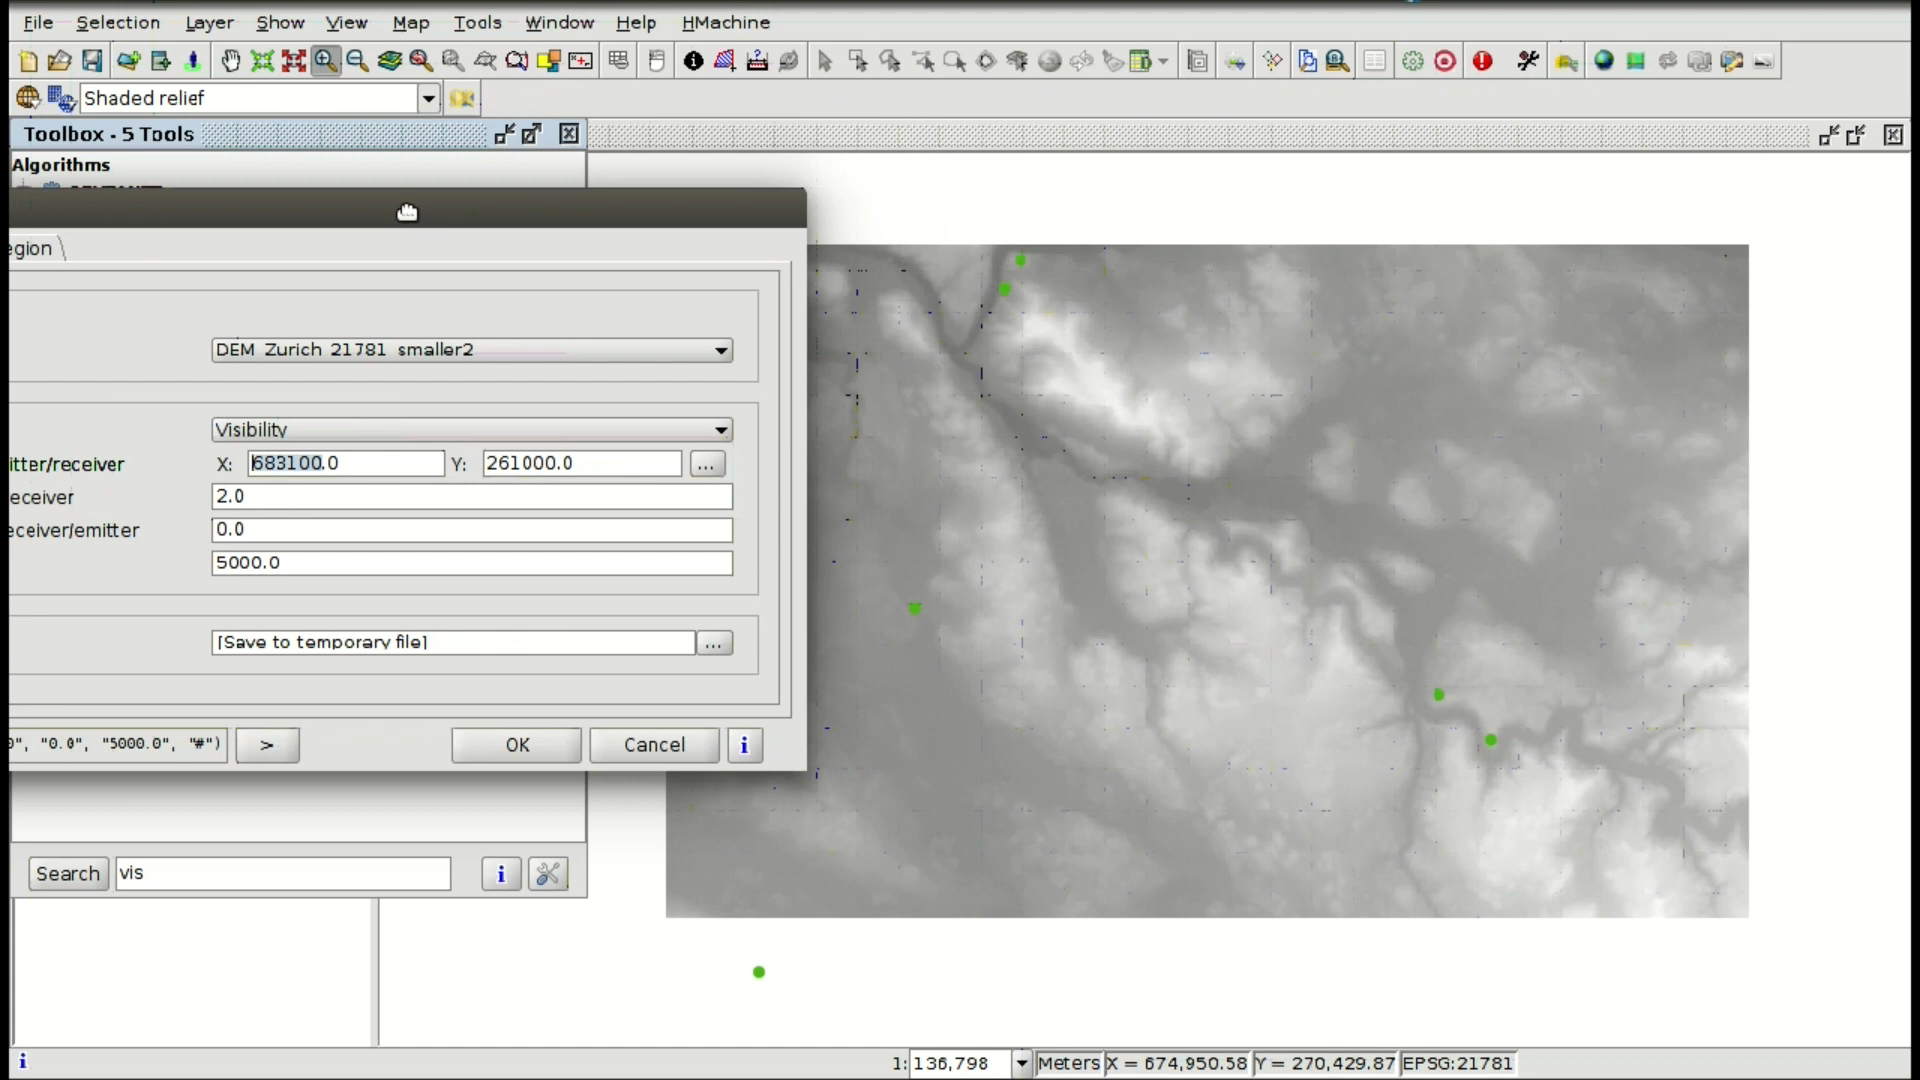 File Selection Layer Show View Map Tools Window Help HMachine
Shaded relief
Toolbox - 5 Tools
Algorithms
egion
DEM Zurich 21781 smaller2
Visibility
itter/receiver X: 683100.0 Y: 261000.0 ...
eceiver 2.0
eceiver/emitter 0.0
5000.0
[Save to temporary file] ...
0", "0.0", "5000.0", "#") > OK Cancel i
Search vis i
i 1: 136,798 Meters X = 674,950.58 Y = 270,429.87 EPSG:21781